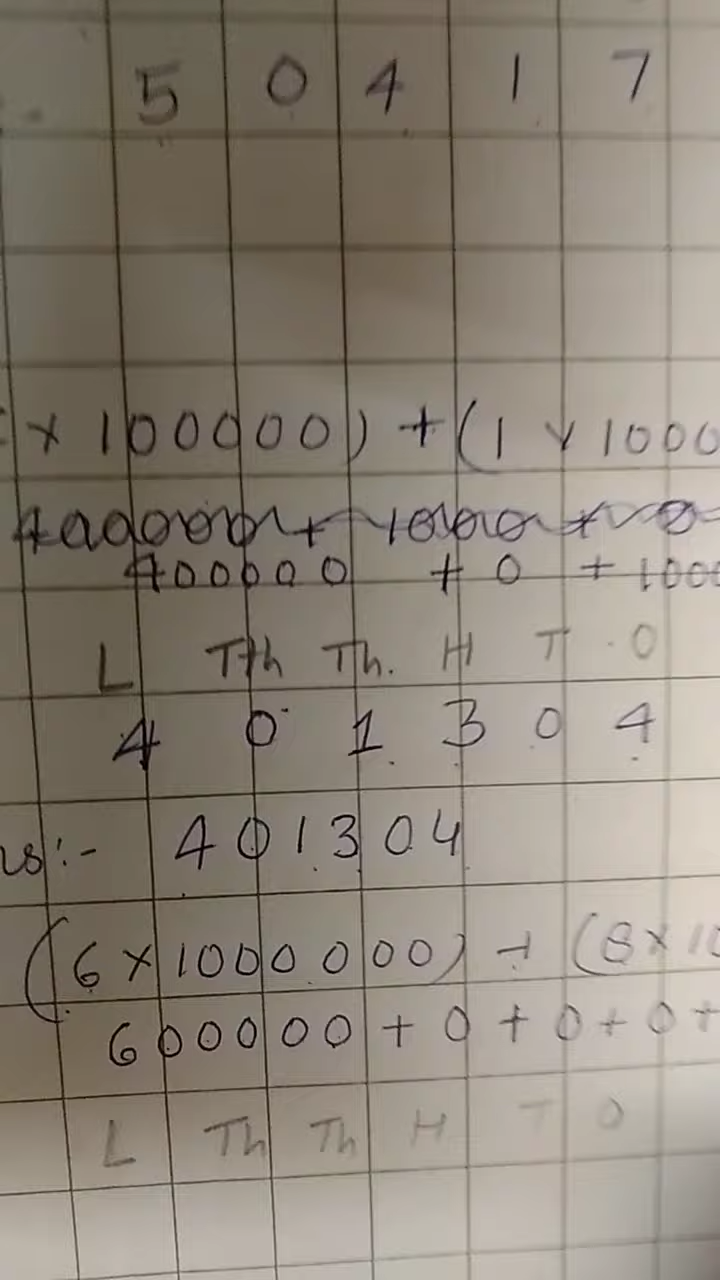 5 0 4 1 7
× 100000) + (1 × 1000
400000 + 0 + 1000
L Tth Th. H T O
4 0 1 3 0 4
:- 401304
(6 × 1000000) + (8 × 10
600000 + 0 + 0 + 0 +
L Th Th H T O